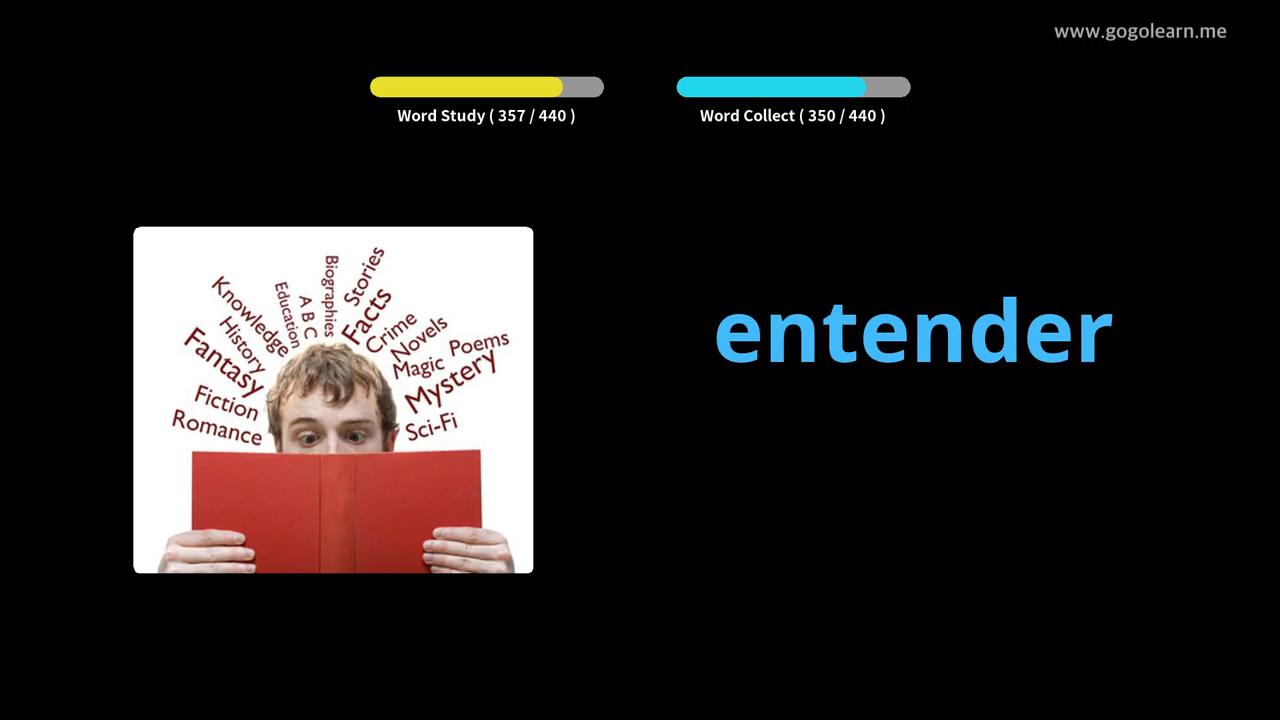 www.gogolearn.me
Word Study ( 357 / 440 )
Word Collect ( 350 / 440 )
Biographies
Stories
Education
A B C
Facts
Knowledge
Crime
History
Novels
Fantasy
Magic
Poems
Mystery
Fiction
Romance
Sci-Fi
entender